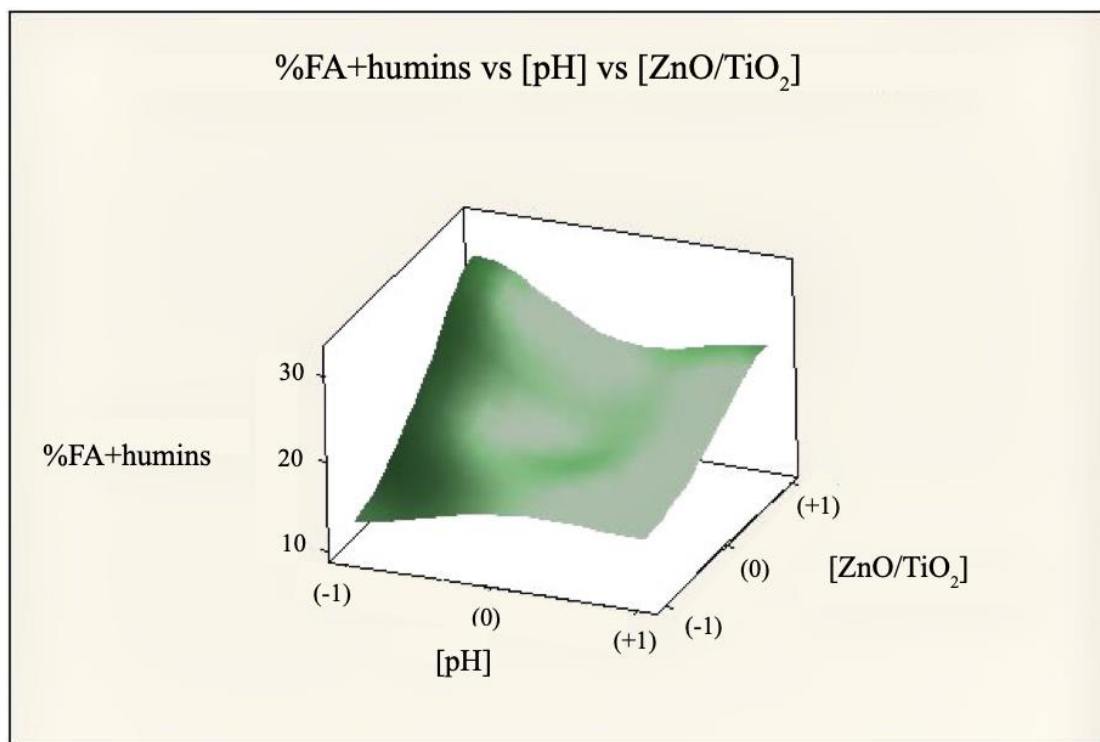 %FA+humins vs [pH] vs [ZnO/TiO₂]
30
%FA+humins
20
10
(-1)
(0)
(+1)
[pH]
(-1)
(0)
(+1)
[ZnO/TiO₂]